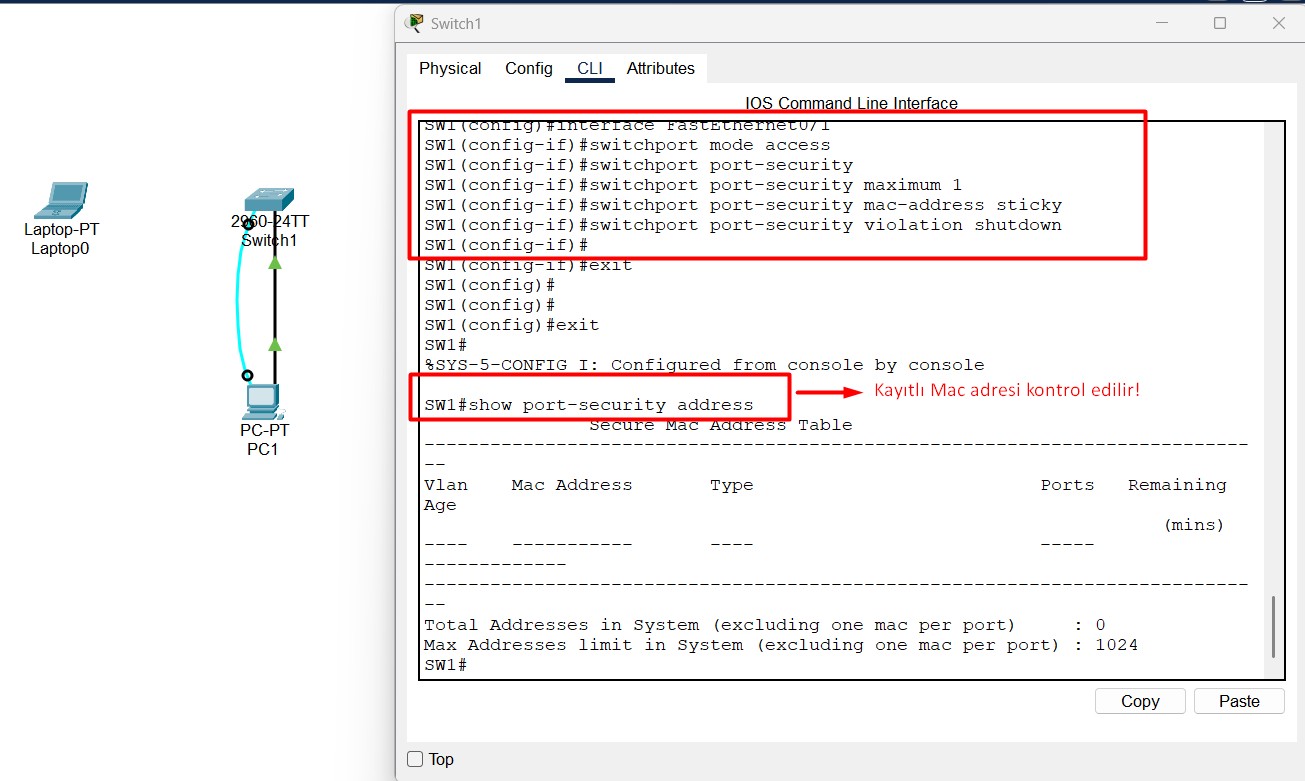 Switch1
Physical Config CLI Attributes
IOS Command Line Interface
SW1(config)#interface FastEthernet0/1
SW1(config-if)#switchport mode access
SW1(config-if)#switchport port-security
SW1(config-if)#switchport port-security maximum 1
SW1(config-if)#switchport port-security mac-address sticky
SW1(config-if)#switchport port-security violation shutdown
SW1(config-if)#
SW1(config-if)#exit
SW1(config)#
SW1(config)#
SW1(config)#exit
SW1#
%SYS-5-CONFIG_I: Configured from console by console
SW1#show port-security address
Kayıtlı Mac adresi kontrol edilir!
Secure Mac Address Table
-------------------------------------------------------------------------------
--
Vlan Mac Address Type Ports Remaining
Age
(mins)
---- ----------- ---- -----
-------------
-------------------------------------------------------------------------------
--
Total Addresses in System (excluding one mac per port) : 0
Max Addresses limit in System (excluding one mac per port) : 1024
SW1#
Copy Paste
Top
Laptop-PT
Laptop0
2960-24TT
Switch1
PC-PT
PC1